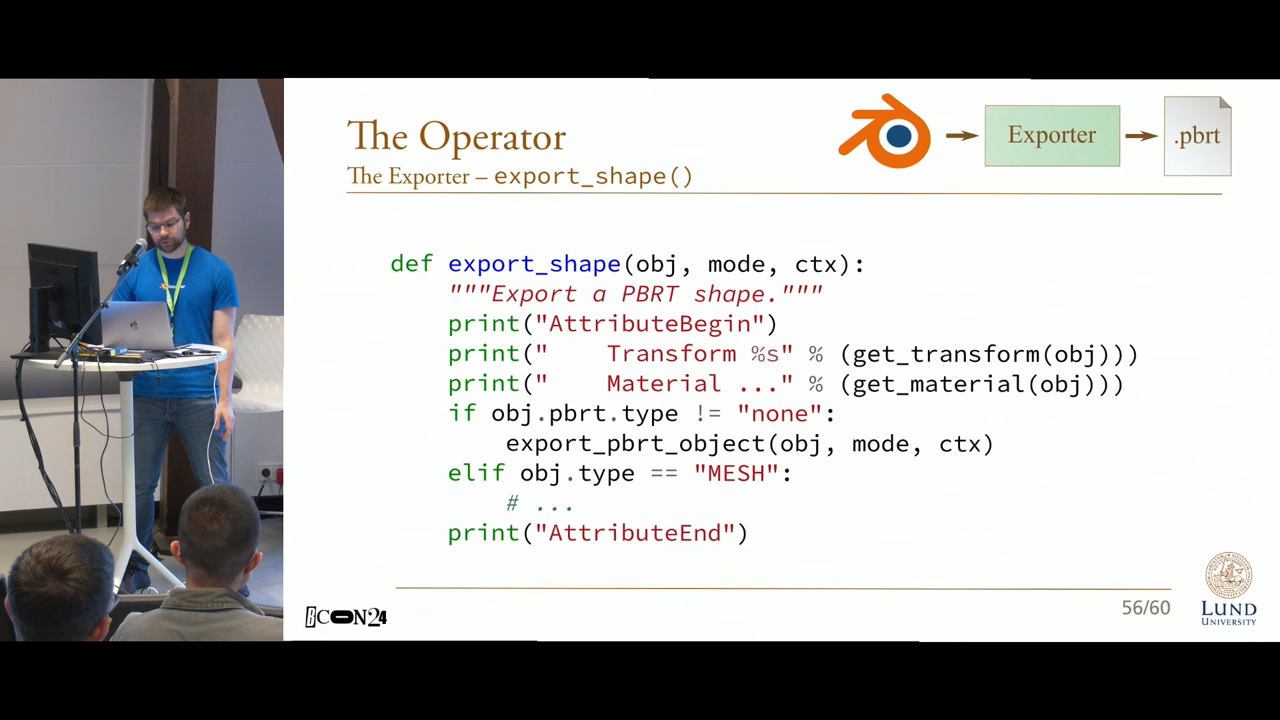 The Operator
The Exporter – export_shape()
Exporter
.pbrt
def export_shape(obj, mode, ctx):
    """Export a PBRT shape."""
    print("AttributeBegin")
    print("    Transform %s" % (get_transform(obj)))
    print("    Material ..." % (get_material(obj)))
    if obj.pbrt.type != "none":
        export_pbrt_object(obj, mode, ctx)
    elif obj.type == "MESH":
        # ...
    print("AttributeEnd")
BCON24
56/60
LUND
UNIVERSITY